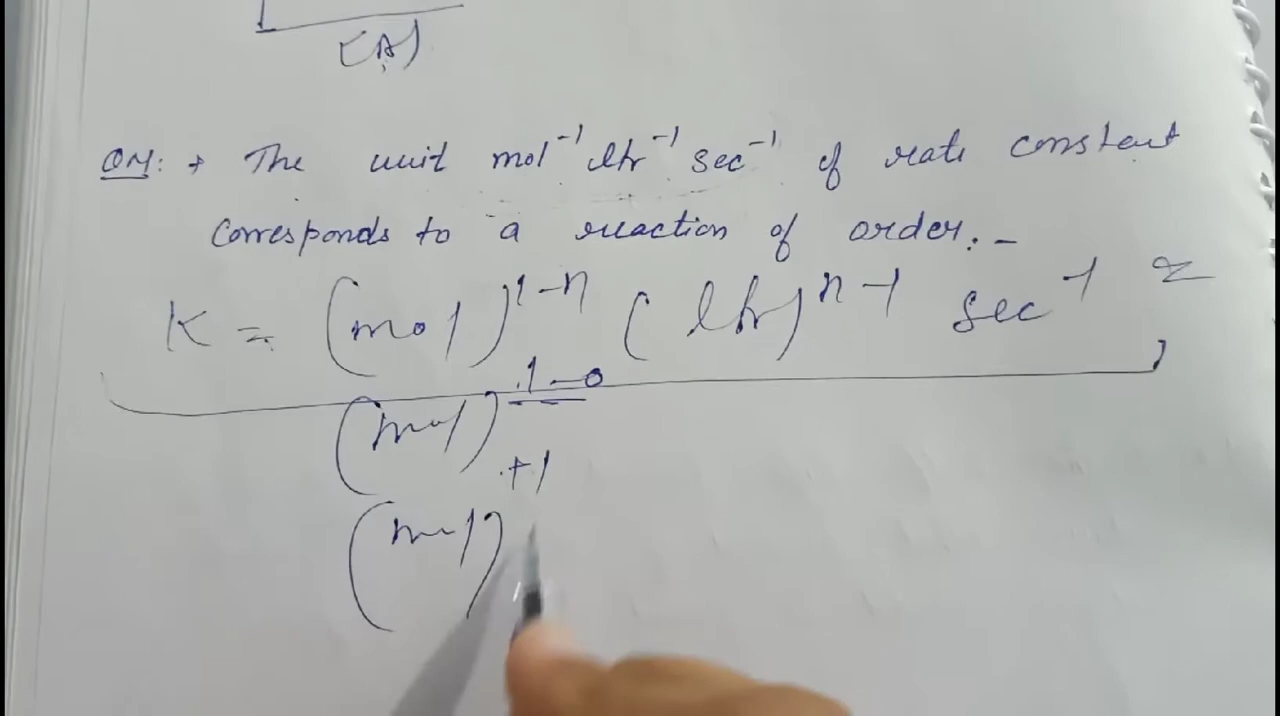 (A)
QN: → The unit mol⁻¹ ltr⁻¹ sec⁻¹ of rate constant
corresponds to a reaction of order. –
K = (mol)¹⁻ⁿ (ltr)ⁿ⁻¹ sec⁻¹
(mol)¹⁻⁰
(mol)⁺¹